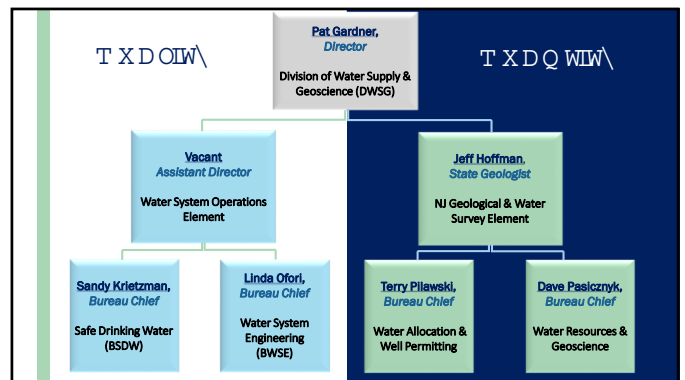 Pat Gardner,
Director
Division of Water Supply &
Geoscience (DWSG)
T X D OIW\
T X D Q WIW\
Vacant
Assistant Director
Water System Operations
Element
Jeff Hoffman,
State Geologist
NJ Geological & Water
Survey Element
Sandy Krietzman,
Bureau Chief
Safe Drinking Water
(BSDW)
Linda Ofori,
Bureau Chief
Water System
Engineering
(BWSE)
Terry Pilawski,
Bureau Chief
Water Allocation &
Well Permitting
Dave Pasicznyk,
Bureau Chief
Water Resources &
Geoscience